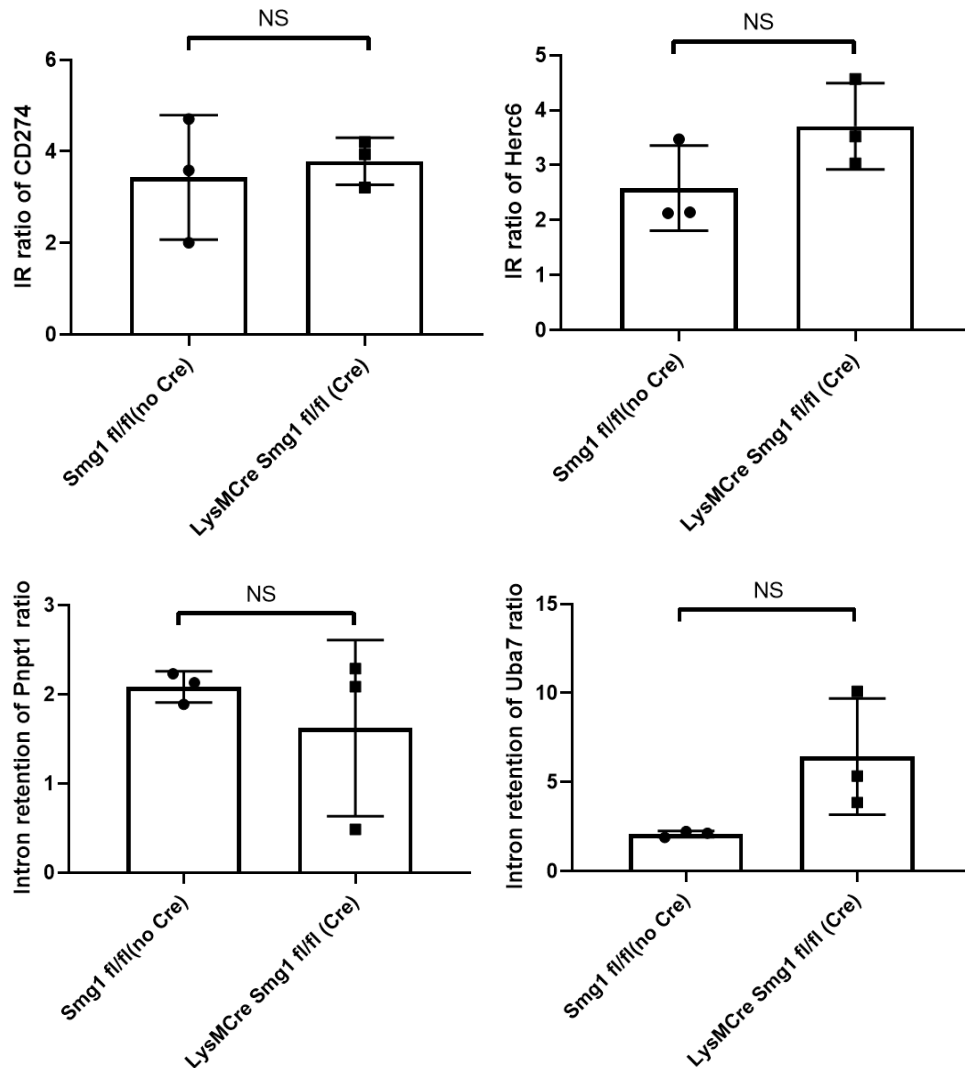 NS
IR ratio of CD274
6
4
2
0
Smg1 fl/fl(no Cre)
LysMCre Smg1 fl/fl (Cre)
NS
IR ratio of Herc6
5
4
3
2
1
0
Smg1 fl/fl(no Cre)
LysMCre Smg1 fl/fl (Cre)
NS
Intron retention of Pnpt1 ratio
3
2
1
0
Smg1 fl/fl(no Cre)
LysMCre Smg1 fl/fl (Cre)
NS
Intron retention of Uba7 ratio
15
10
5
0
Smg1 fl/fl(no Cre)
LysMCre Smg1 fl/fl (Cre)